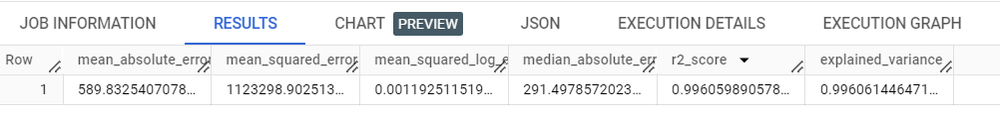 JOB INFORMATION RESULTS CHART PREVIEW JSON EXECUTION DETAILS EXECUTION GRAPH
Row mean_absolute_erro mean_squared_error mean_squared_log_e median_absolute_err r2_score explained_variance
1 589.8325407078... 1123298.902513... 0.001192511519... 291.4978572023... 0.996059890578... 0.996061446471...